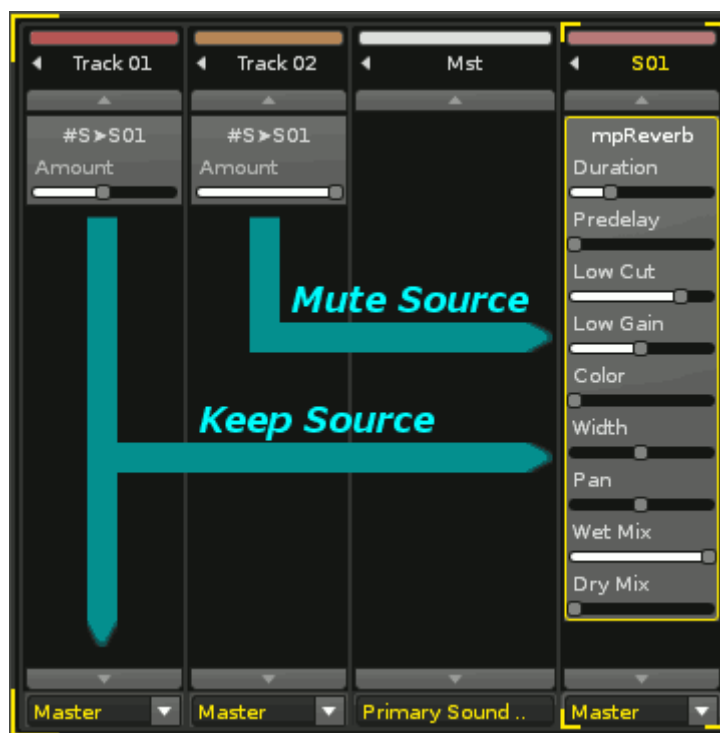 Track 01
Track 02
Mst
S01
#S➤S01
Amount
#S➤S01
Amount
mpReverb
Duration
Predelay
Low Cut
Low Gain
Color
Width
Pan
Wet Mix
Dry Mix
Mute Source
Keep Source
Master
Master
Primary Sound ..
Master